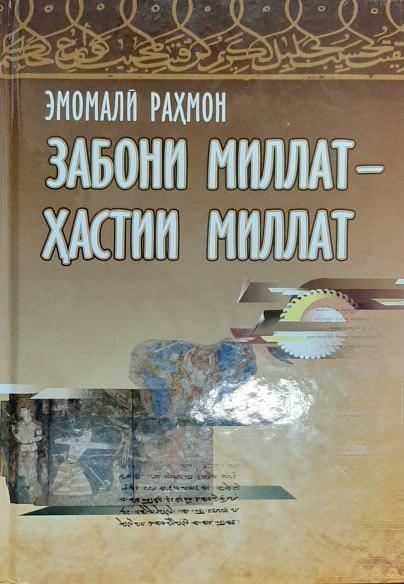 ЭМОМАЛӢ РАҲМОН
ЗАБОНИ МИЛЛАТ–
ҲАСТИИ МИЛЛАТ